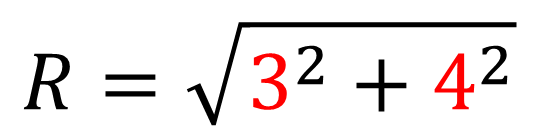 R = √(3² + 4²)